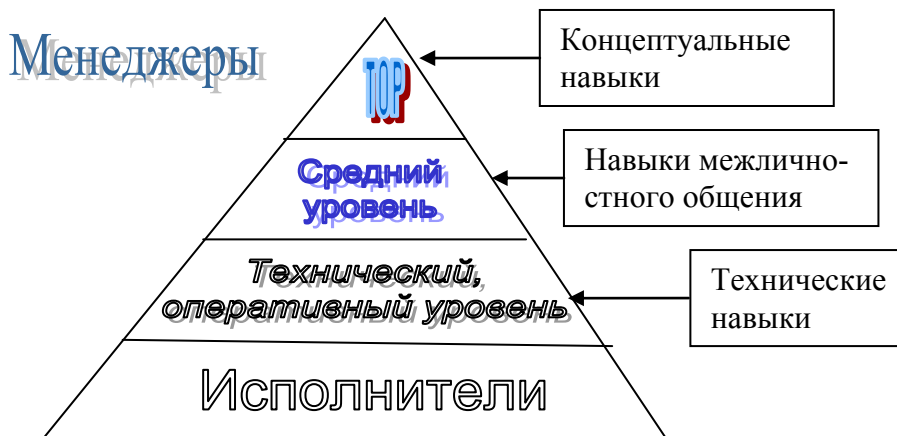 Менеджеры
TOP
Концептуальные
навыки
Средний
уровень
Навыки межлично-
стного общения
Технический,
оперативный уровень
Технические
навыки
Исполнители